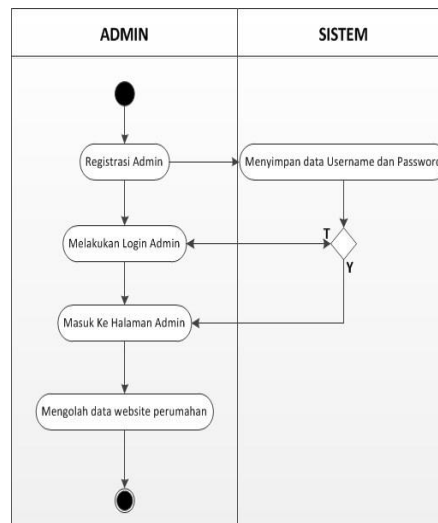 ADMIN
SISTEM
Registrasi Admin
Menyimpan data Username dan Password
Melakukan Login Admin
T
Y
Masuk Ke Halaman Admin
Mengolah data website perumahan